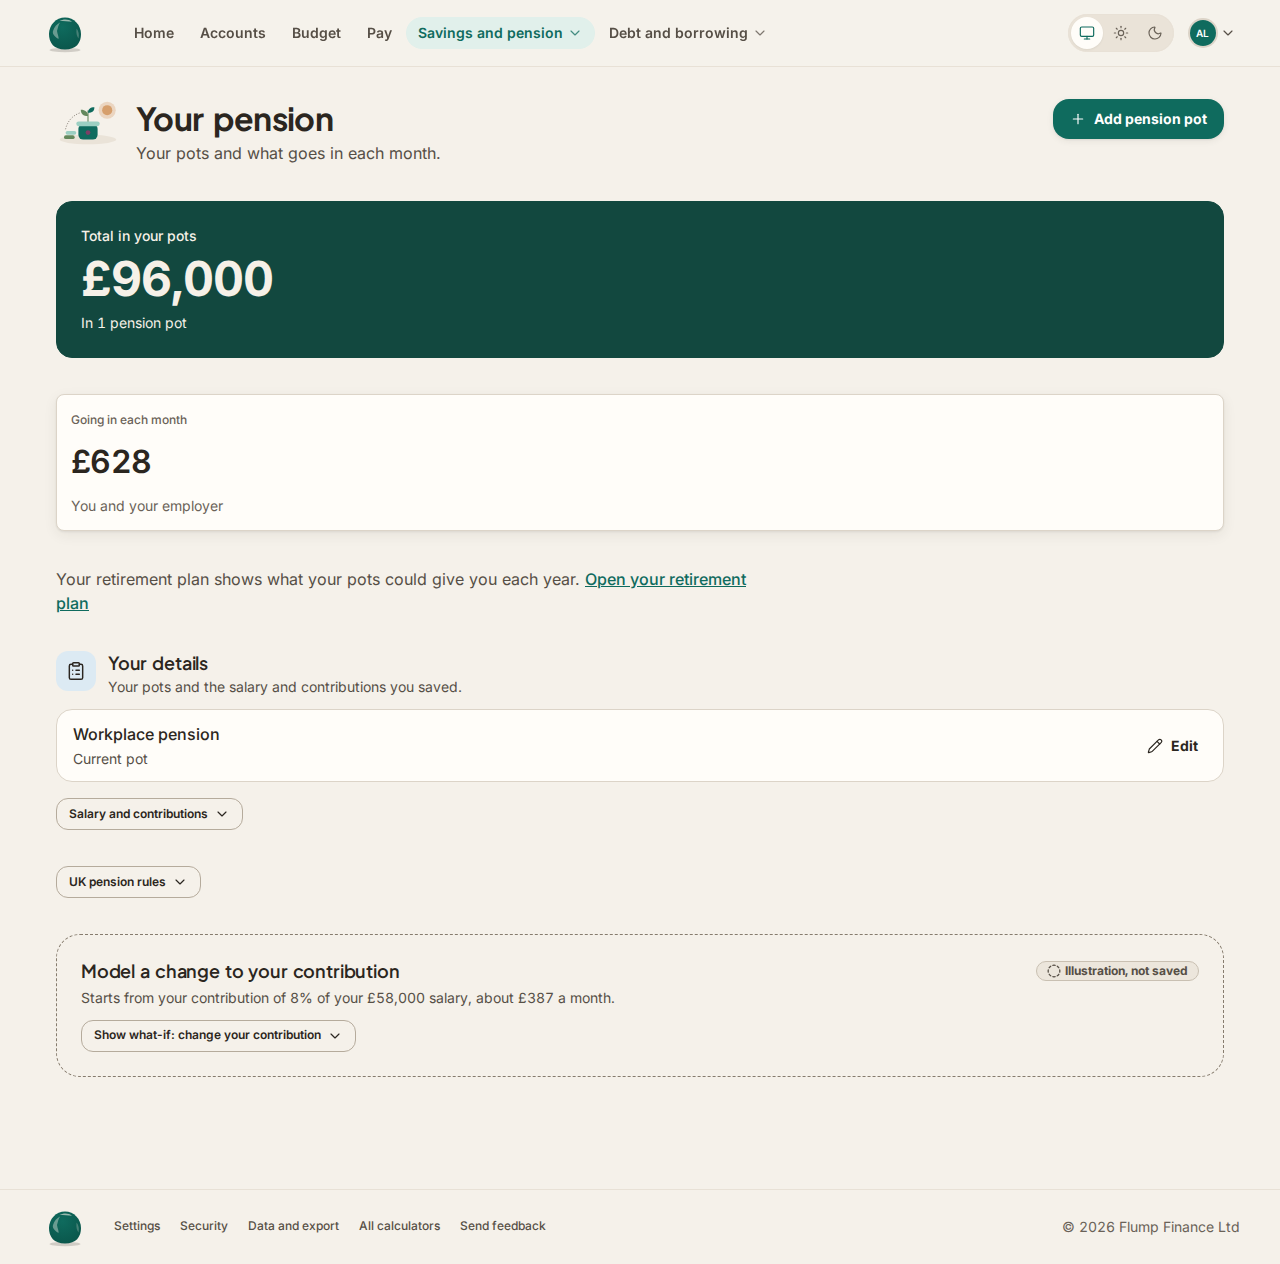 Home
Accounts
Budget
Pay
Savings and pension
Debt and borrowing
AL
Your pension
Your pots and what goes in each month.
Add pension pot
Total in your pots
£96,000
In 1 pension pot
Going in each month
£628
You and your employer
Your retirement plan shows what your pots could give you each year. Open your retirement
plan
Your details
Your pots and the salary and contributions you saved.
Workplace pension
Current pot
Edit
Salary and contributions
UK pension rules
Model a change to your contribution
Illustration, not saved
Starts from your contribution of 8% of your £58,000 salary, about £387 a month.
Show what-if: change your contribution
Settings
Security
Data and export
All calculators
Send feedback
© 2026 Flump Finance Ltd